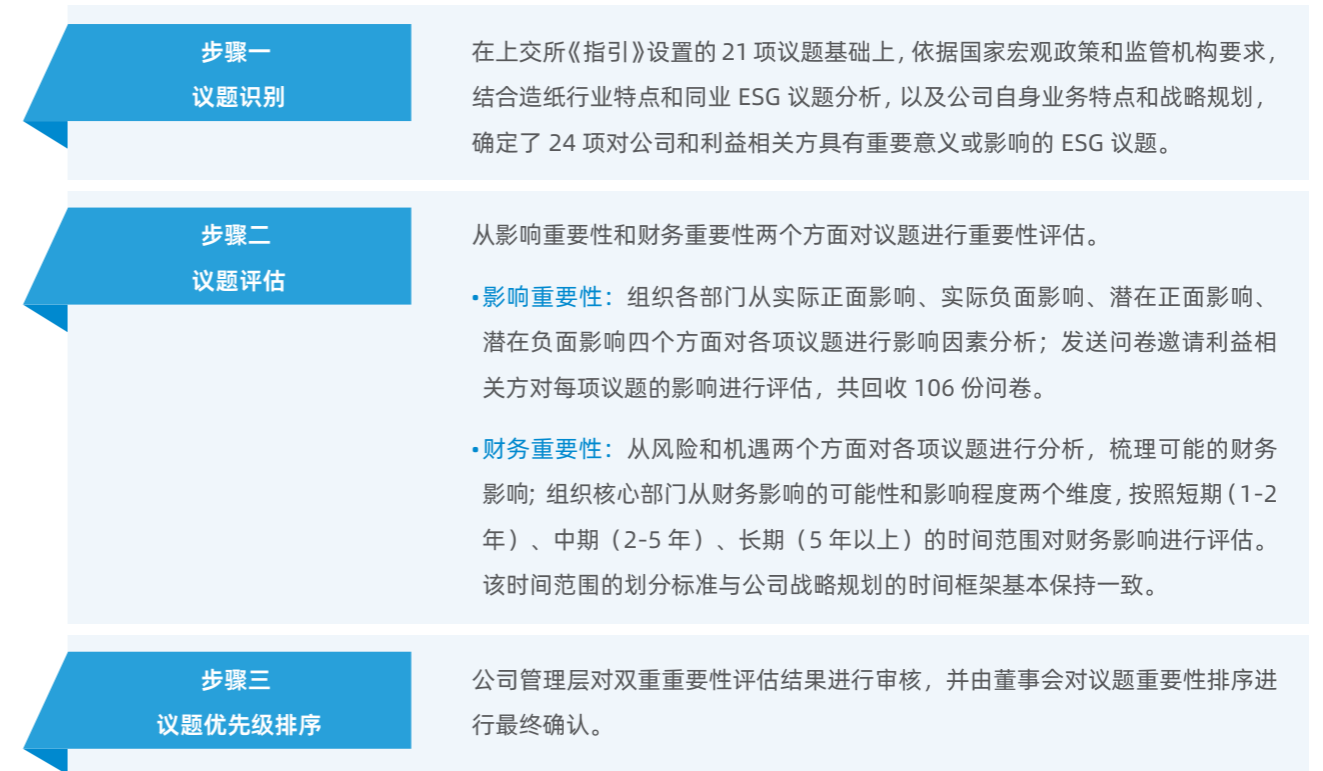 步骤一
议题识别
在上交所《指引》设置的 21 项议题基础上，依据国家宏观政策和监管机构要求，
结合造纸行业特点和同业 ESG 议题分析，以及公司自身业务特点和战略规划，
确定了 24 项对公司和利益相关方具有重要意义或影响的 ESG 议题。
步骤二
议题评估
从影响重要性和财务重要性两个方面对议题进行重要性评估。
•影响重要性：组织各部门从实际正面影响、实际负面影响、潜在正面影响、
潜在负面影响四个方面对各项议题进行影响因素分析；发送问卷邀请利益相
关方对每项议题的影响进行评估，共回收 106 份问卷。
•财务重要性：从风险和机遇两个方面对各项议题进行分析，梳理可能的财务
影响；组织核心部门从财务影响的可能性和影响程度两个维度，按照短期（1-2
年）、中期（2-5 年）、长期（5 年以上）的时间范围对财务影响进行评估。
该时间范围的划分标准与公司战略规划的时间框架基本保持一致。
步骤三
议题优先级排序
公司管理层对双重重要性评估结果进行审核，并由董事会对议题重要性排序进
行最终确认。